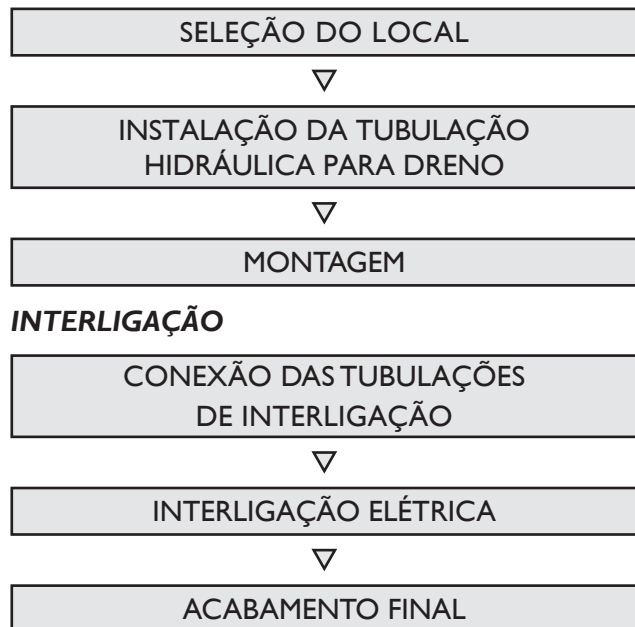 SELEÇÃO DO LOCAL
INSTALAÇÃO DA TUBULAÇÃO
HIDRÁULICA PARA DRENO
MONTAGEM
INTERLIGAÇÃO
CONEXÃO DAS TUBULAÇÕES
DE INTERLIGAÇÃO
INTERLIGAÇÃO ELÉTRICA
ACABAMENTO FINAL